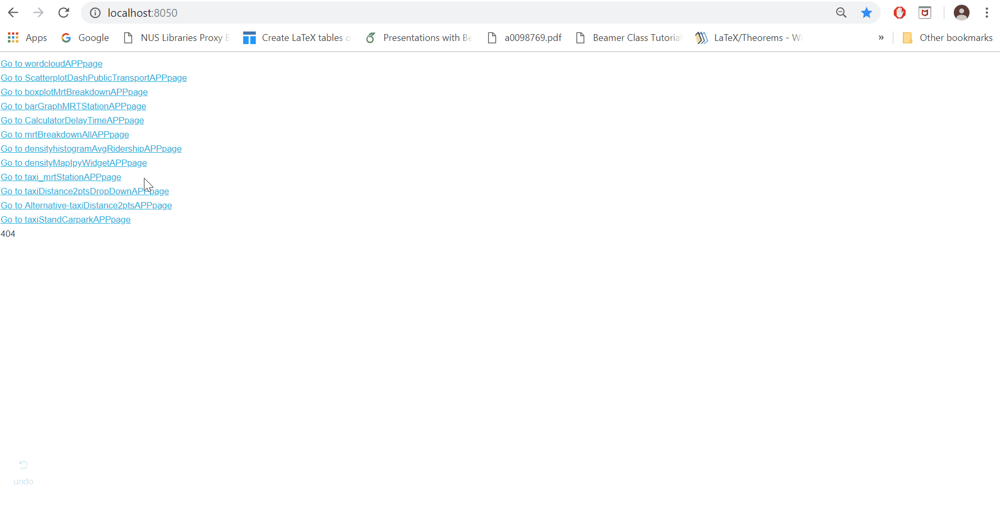 localhost:8050
Apps Google NUS Libraries Proxy B Create LaTeX tables o Presentations with Be a0098769.pdf Beamer Class Tutorial LaTeX/Theorems - Wi » Other bookmarks
Go to wordcloudAPPpage
Go to ScatterplotDashPublicTransportAPPpage
Go to boxplotMrtBreakdownAPPpage
Go to barGraphMRTStationAPPpage
Go to CalculatorDelayTimeAPPpage
Go to mrtBreakdownAllAPPpage
Go to densityhistogramAvgRidershipAPPpage
Go to densityMapIpyWidgetAPPpage
Go to taxi_mrtStationAPPpage
Go to taxiDistance2ptsDropDownAPPpage
Go to Alternative-taxiDistance2ptsAPPpage
Go to taxiStandCarparkAPPpage
404
undo